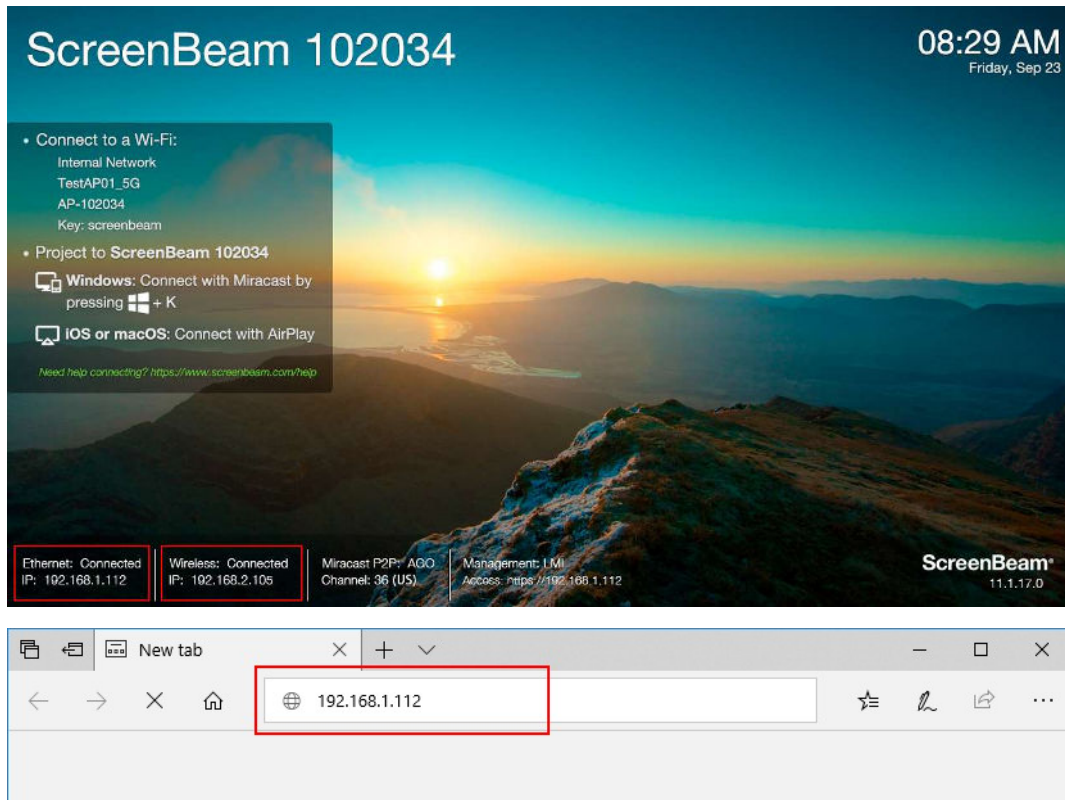 ScreenBeam 102034
08:29 AM
Friday, Sep 23
• Connect to a Wi-Fi:
Internal Network
TestAP01_5G
AP-102034
Key: screenbeam
• Project to ScreenBeam 102034
Windows: Connect with Miracast by
pressing + K
iOS or macOS: Connect with AirPlay
Need help connecting? https://www.screenbeam.com/help
Ethernet: Connected
IP: 192.168.1.112
Wireless: Connected
IP: 192.168.2.105
Miracast P2P: AGO
Channel: 36 (US)
Management: LMI
Access: https://192.168.1.112
ScreenBeam®
11.1.17.0
New tab
192.168.1.112